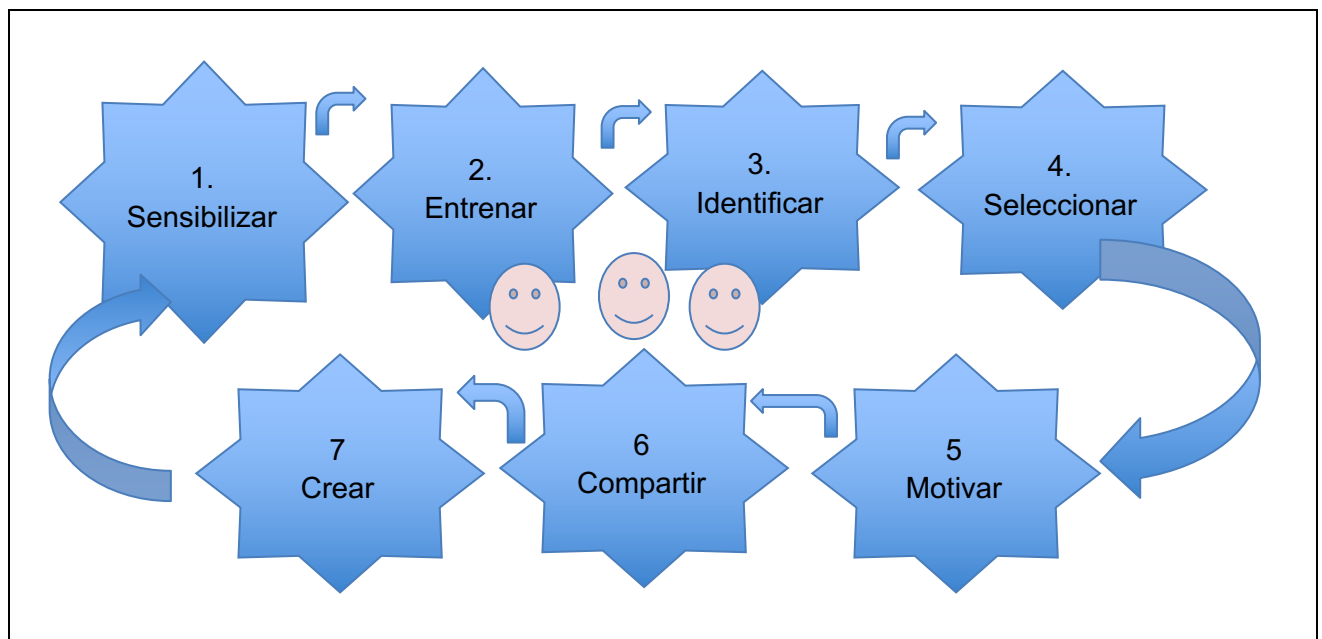 1.
Sensibilizar
2.
Entrenar
3.
Identificar
4.
Seleccionar
5
Motivar
6
Compartir
7
Crear